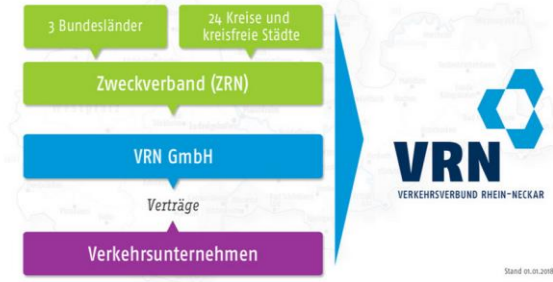 3 Bundesländer
24 Kreise und
kreisfreie Städte
Zweckverband (ZRN)
VRN GmbH
Verträge
Verkehrsunternehmen
VRN
VERKEHRSVERBUND RHEIN-NECKAR
Stand 01.01.2018